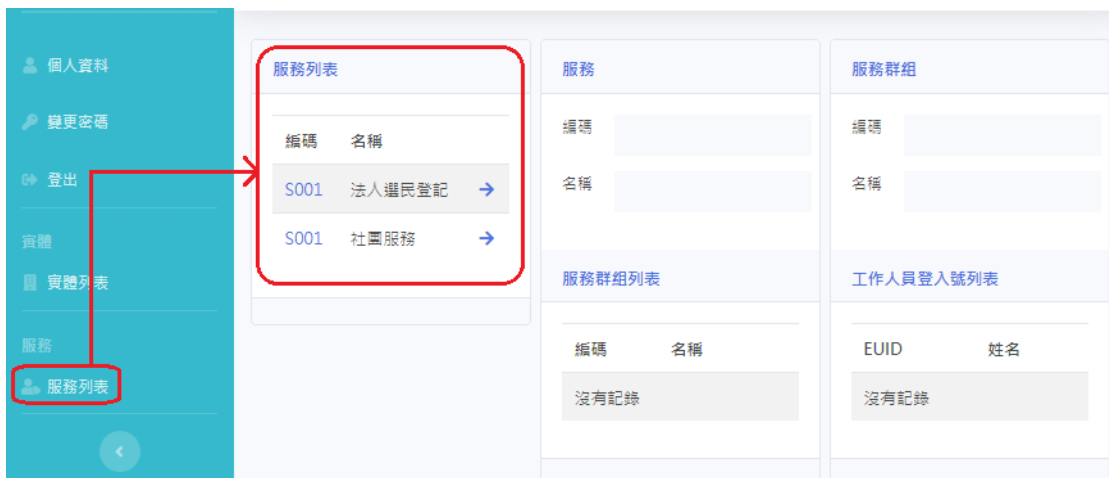 個人資料
變更密碼
登出
實體
實體列表
服務
服務列表
服務列表
編碼 名稱
S001 法人選民登記
S001 社團服務
服務
編碼
名稱
服務群組列表
編碼 名稱
沒有記錄
服務群組
編碼
名稱
工作人員登入號列表
EUID 姓名
沒有記錄